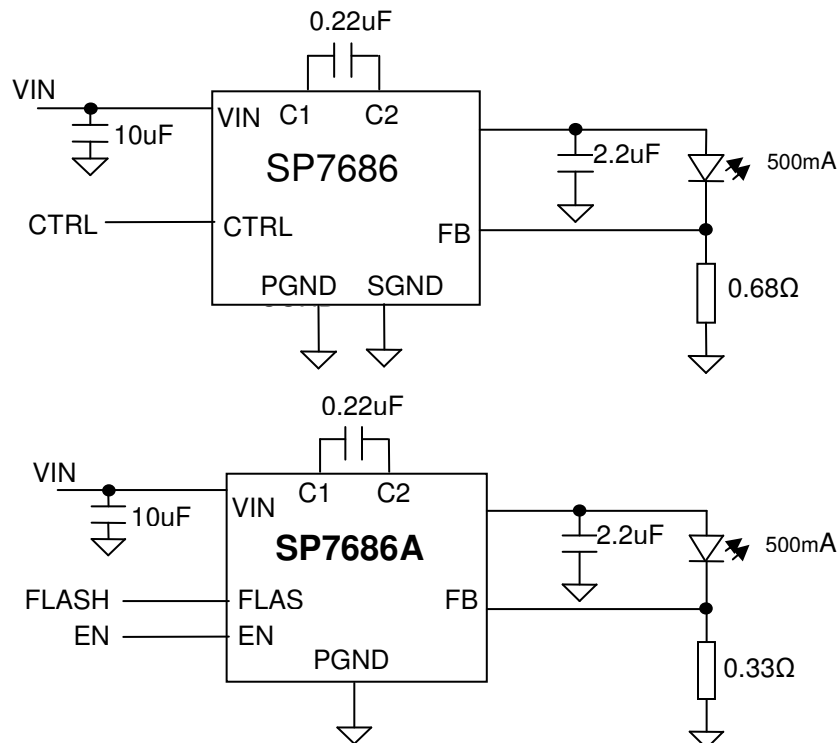 0.22uF
VIN
10uF
VIN
C1
C2
SP7686
2.2uF
500mA
CTRL
CTRL
FB
PGND
SGND
0.68Ω
0.22uF
VIN
10uF
VIN
C1
C2
SP7686A
2.2uF
500mA
FLASH
FLAS
FB
EN
EN
PGND
0.33Ω